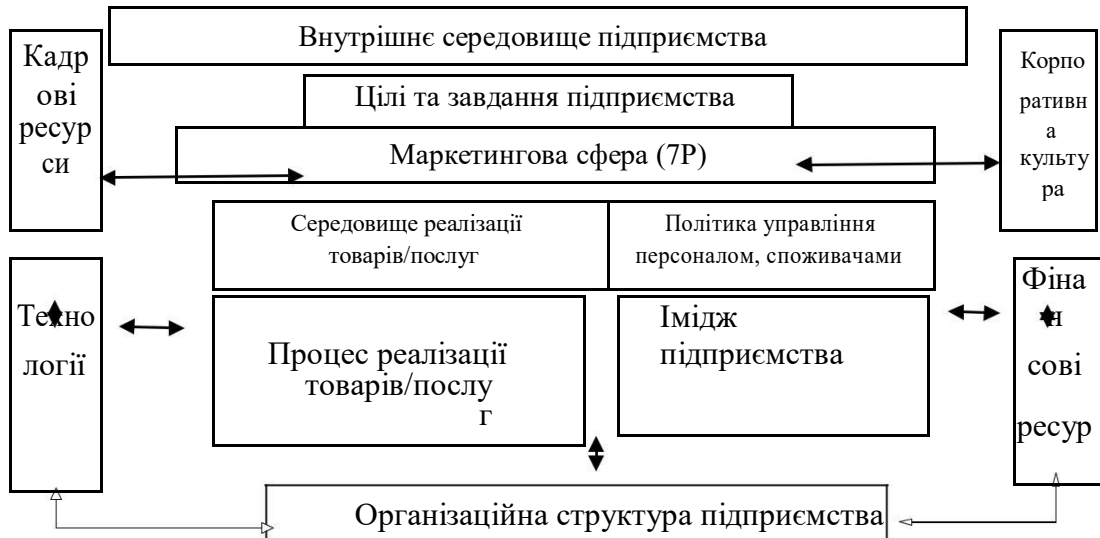 Внутрішнє середовище підприємства
Кадр
ові
ресур
си
Цілі та завдання підприємства
Маркетингова сфера (7Р)
Корпо
ративн
а
культу
ра
Середовище реалізації
товарів/послуг
Політика управління
персоналом, споживачами
Техно
логії
Процес реалізації
товарів/послу
г
Імідж
підприємства
Фіна
н
сові
ресур
Організаційна структура підприємства